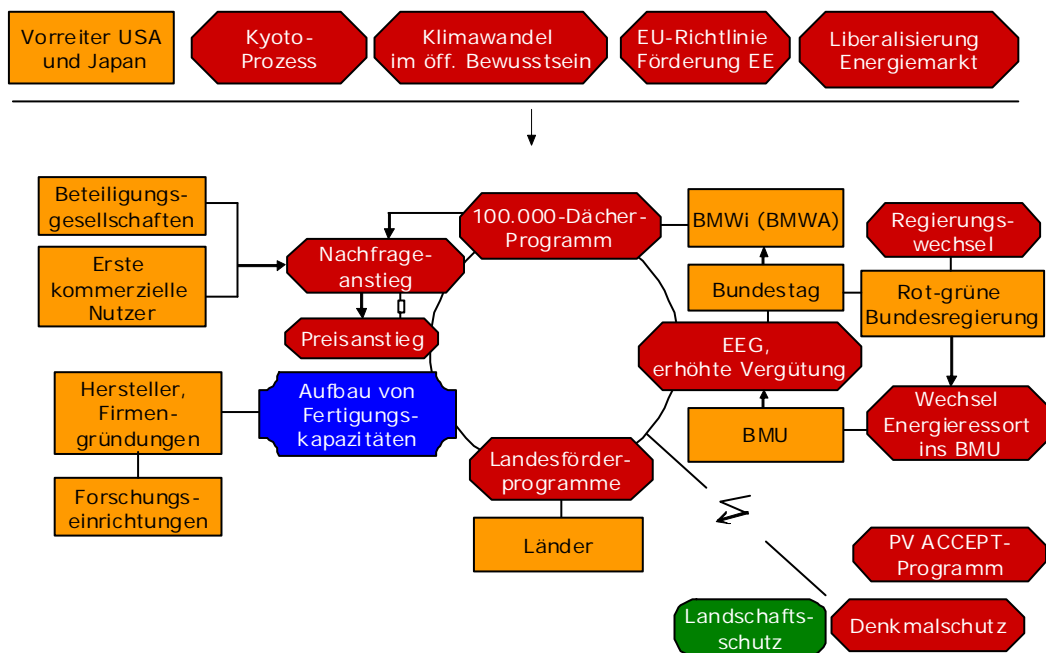 Vorreiter USA
und Japan
Kyoto-
Prozess
Klimawandel
im öff. Bewusstsein
EU-Richtlinie
Förderung EE
Liberalisierung
Energiemarkt
Beteiligungs-
gesellschaften
Erste
kommerzielle
Nutzer
Nachfrage-
anstieg
Preisanstieg
100.000-Dächer-
Programm
BMWi (BMWA)
Regierungs-
wechsel
Bundestag
Rot-grüne
Bundesregierung
EEG,
erhöhte Vergütung
Hersteller,
Firmen-
gründungen
Aufbau von
Fertigungs-
kapazitäten
BMU
Wechsel
Energieressort
ins BMU
Landesförder-
programme
Forschungs-
einrichtungen
Länder
PV ACCEPT-
Programm
Landschafts-
schutz
Denkmalschutz